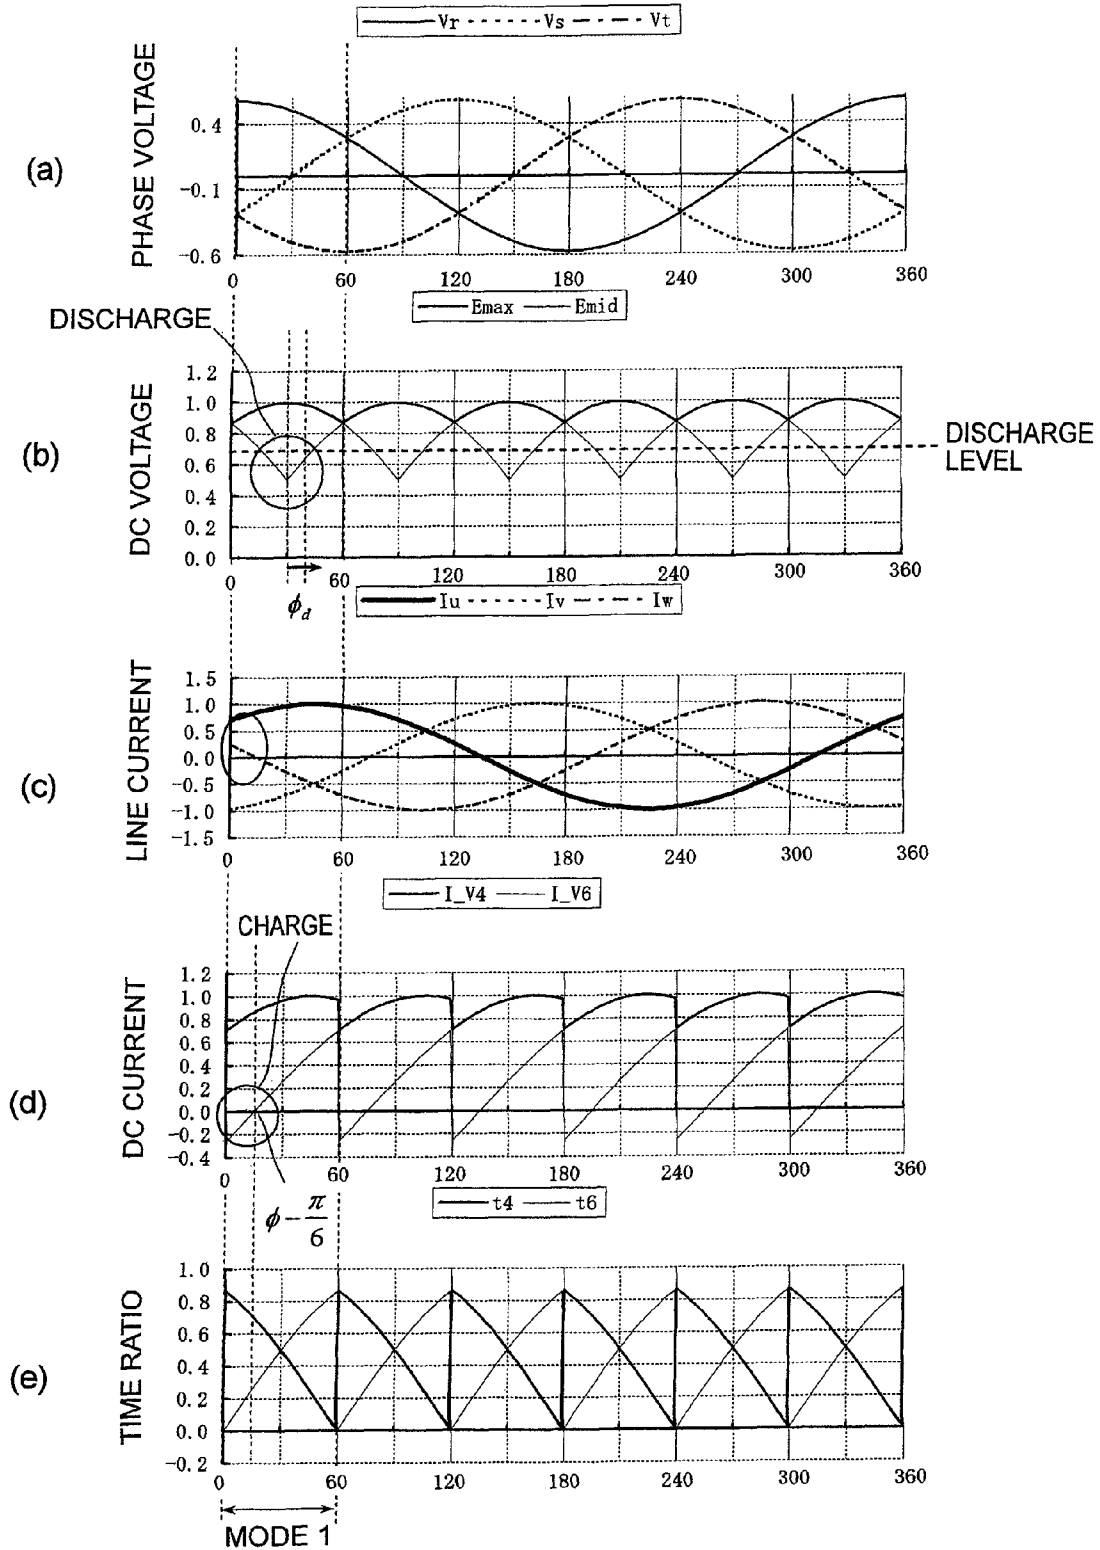 Vr Vs Vt
(a)
PHASE VOLTAGE
0.4
-0.1
-0.6
0 60 120 180 240 300 360
Emax Emid
DISCHARGE
(b)
DC VOLTAGE
1.2
1.0
0.8
0.6
0.4
0.2
0.0
DISCHARGE
LEVEL
0 60 120 180 240 300 360
ϕd
Iu Iv Iw
(c)
LINE CURRENT
1.5
1.0
0.5
0.0
-0.5
-1.0
-1.5
0 60 120 180 240 300 360
I_V4 I_V6
CHARGE
(d)
DC CURRENT
1.2
1.0
0.8
0.6
0.4
0.2
0.0
-0.2
-0.4
0 60 120 180 240 300 360
t4 t6
ϕ-π/6
(e)
TIME RATIO
1.0
0.8
0.6
0.4
0.2
0.0
-0.2
0 60 120 180 240 300 360
MODE 1